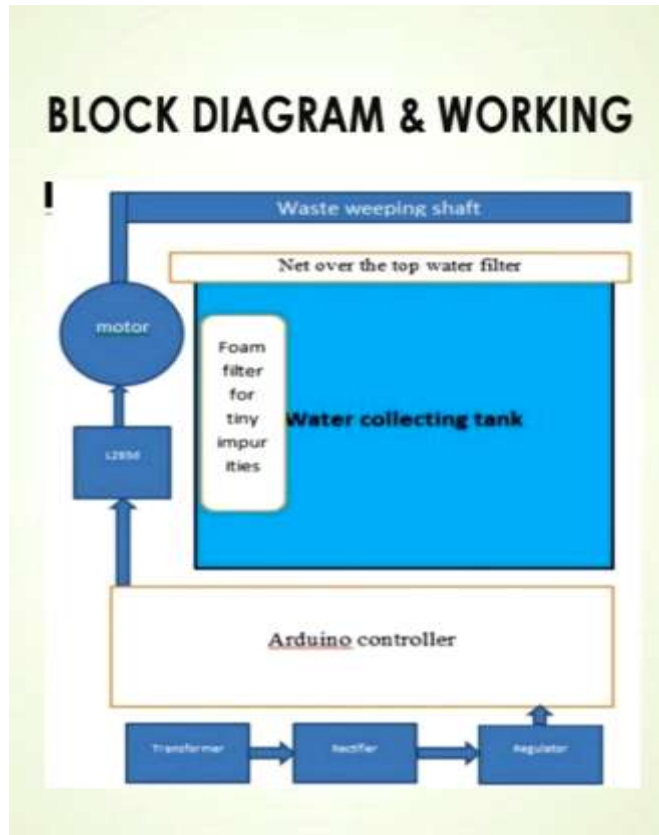 BLOCK DIAGRAM & WORKING
Waste weeping shaft
Net over the top water filter
motor
Foam
filter
for
tiny
impur
ities
Water collecting tank
L293d
Arduino controller
Transformer
Rectifier
Regulator